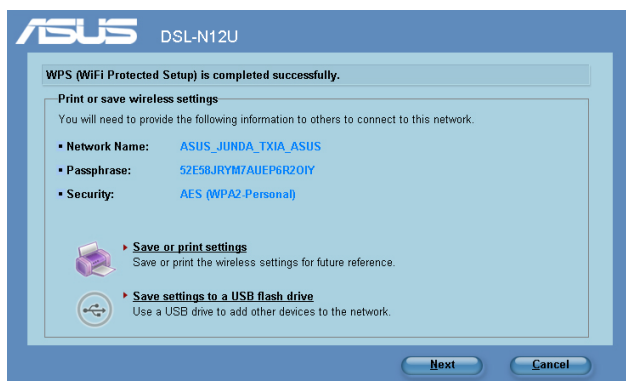 ASUS DSL-N12U
WPS (WiFi Protected Setup) is completed successfully.
Print or save wireless settings
You will need to provide the following information to others to connect to this network.
Network Name: ASUS_JUNDA_TXIA_ASUS
Passphrase: 52E58JRYM7AUEP6R2OIY
Security: AES (WPA2-Personal)
Save or print settings
Save or print the wireless settings for future reference.
Save settings to a USB flash drive
Use a USB drive to add other devices to the network.
Next Cancel